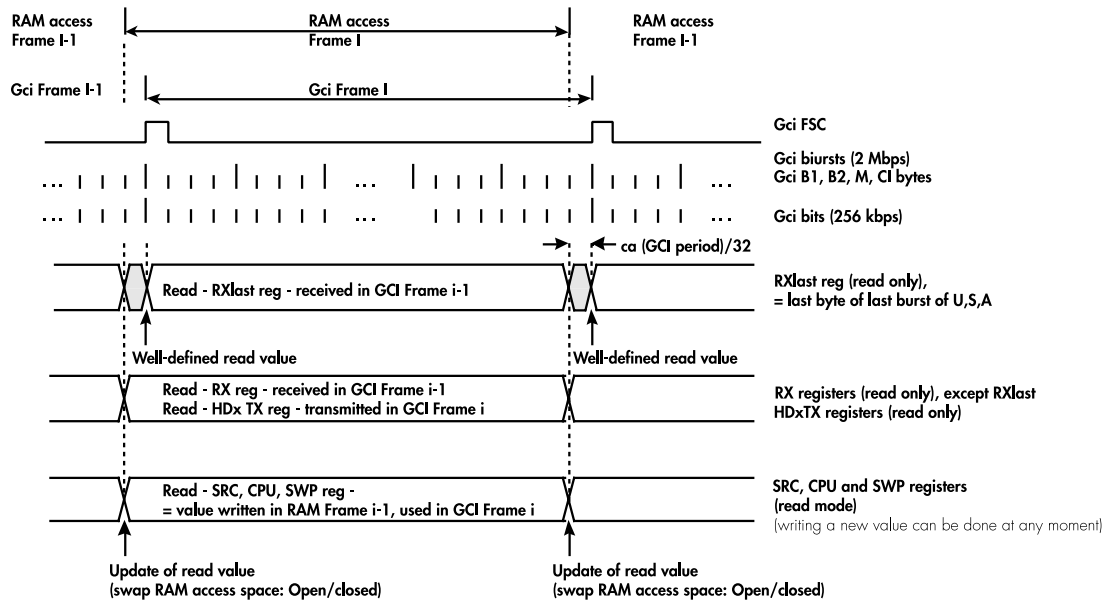 RAM access
Frame I-1
RAM access
Frame I
RAM access
Frame I-1
Gci Frame I-1
Gci Frame I
Gci FSC
Gci biursts (2 Mbps)
Gci B1, B2, M, CI bytes
... ... ...
Gci bits (256 kbps)
... ... ...
ca (GCI period)/32
Read - RXlast reg - received in GCI Frame i-1
RXlast reg (read only),
= last byte of last burst of U,S,A
Well-defined read value
Well-defined read value
Read - RX reg - received in GCI Frame i-1
Read - HDx TX reg - transmitted in GCI Frame i
RX registers (read only), except RXlast
HDxTX registers (read only)
Read - SRC, CPU, SWP reg -
= value written in RAM Frame i-1, used in GCI Frame i
SRC, CPU and SWP registers
(read mode)
(writing a new value can be done at any moment)
Update of read value
(swap RAM access space: Open/closed)
Update of read value
(swap RAM access space: Open/closed)